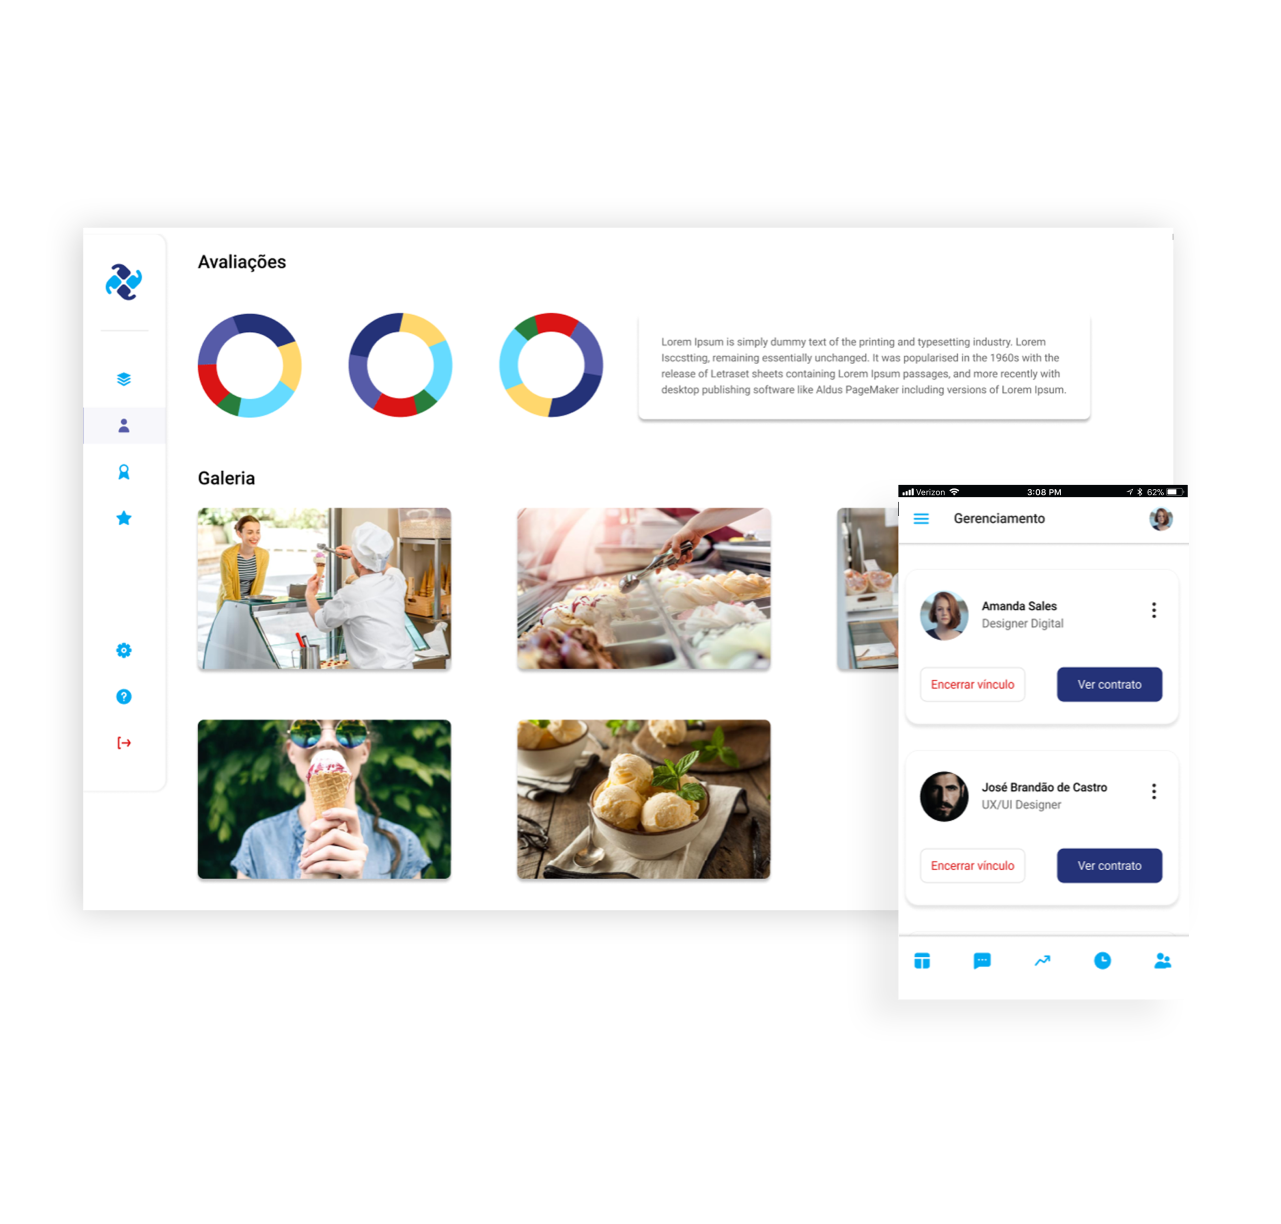 Avaliações
Lorem Ipsum is simply dummy text of the printing and typesetting industry. Lorem
Isccstting, remaining essentially unchanged. It was popularised in the 1960s with the
release of Letraset sheets containing Lorem Ipsum passages, and more recently with
desktop publishing software like Aldus PageMaker including versions of Lorem Ipsum.
Galeria
Verizon 3:08 PM 62%
Gerenciamento
Amanda Sales
Designer Digital
Encerrar vínculo Ver contrato
José Brandão de Castro
UX/UI Designer
Encerrar vínculo Ver contrato